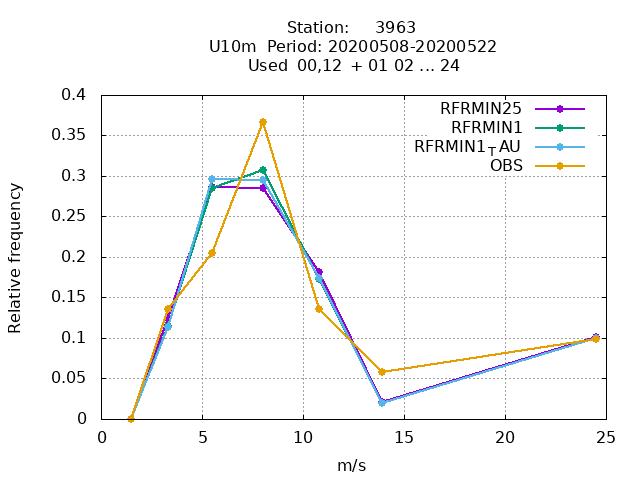 Station: 3963
U10m Period: 20200508-20200522
Used 00,12 + 01 02 ... 24
0.4
0.35
0.3
0.25
0.2
0.15
0.1
0.05
0
0 5 10 15 20 25
Relative frequency
m/s
RFRMIN25
RFRMIN1
RFRMIN1TAU
OBS